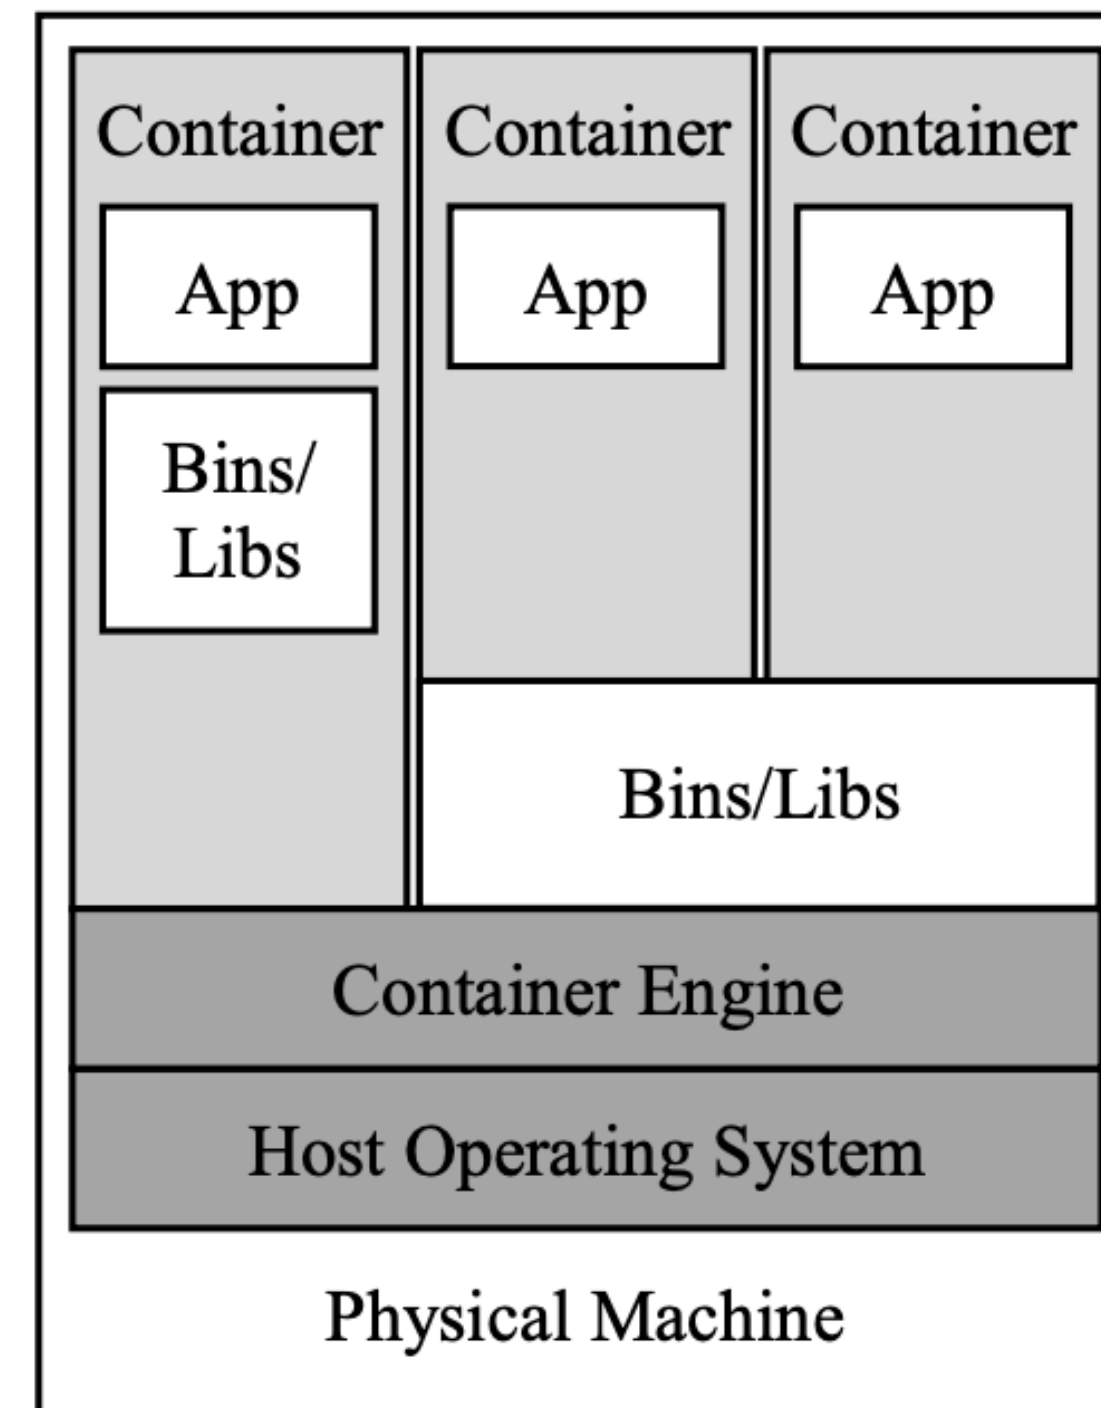 Container Container Container
App App App
Bins/
Libs
Bins/Libs
Container Engine
Host Operating System
Physical Machine